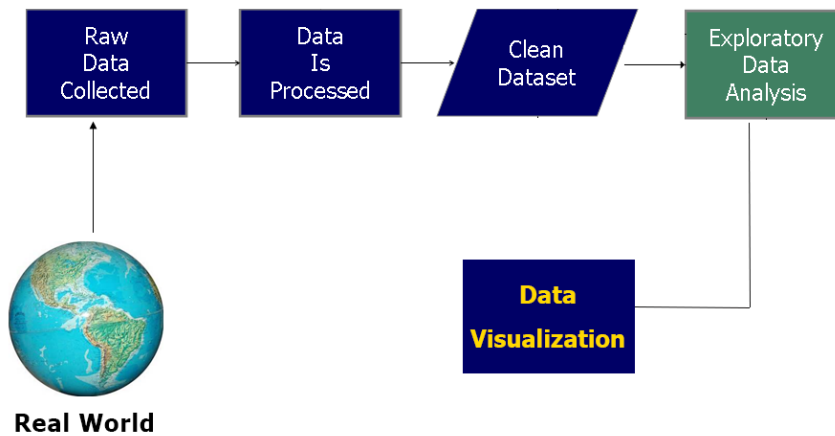 Raw
Data
Collected
Data
Is
Processed
Clean
Dataset
Exploratory
Data
Analysis
Data
Visualization
Real World